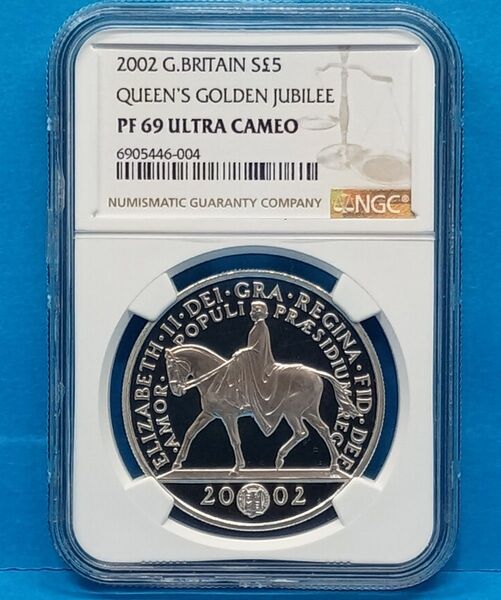 2002 G.BRITAIN S£5
QUEEN'S GOLDEN JUBILEE
PF 69 ULTRA CAMEO
6905446-004
NUMISMATIC GUARANTY COMPANY
NGC®
ELIZABETH·II·DEI·GRA·REGINA·FID·DEF
AMOR·POPULI PRÆSIDIUM REG
2002